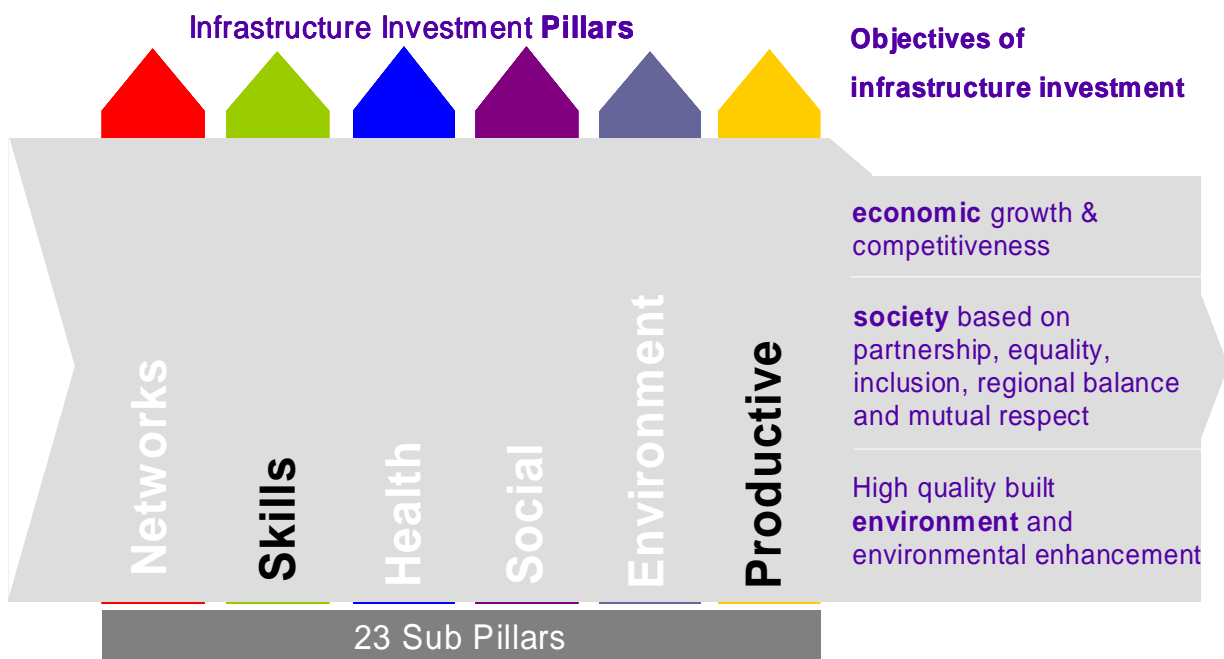 Infrastructure Investment Pillars
Objectives of
infrastructure investment
Networks
Skills
Health
Social
Environment
Productive
economic growth &
competitiveness
society based on
partnership, equality,
inclusion, regional balance
and mutual respect
High quality built
environment and
environmental enhancement
23 Sub Pillars